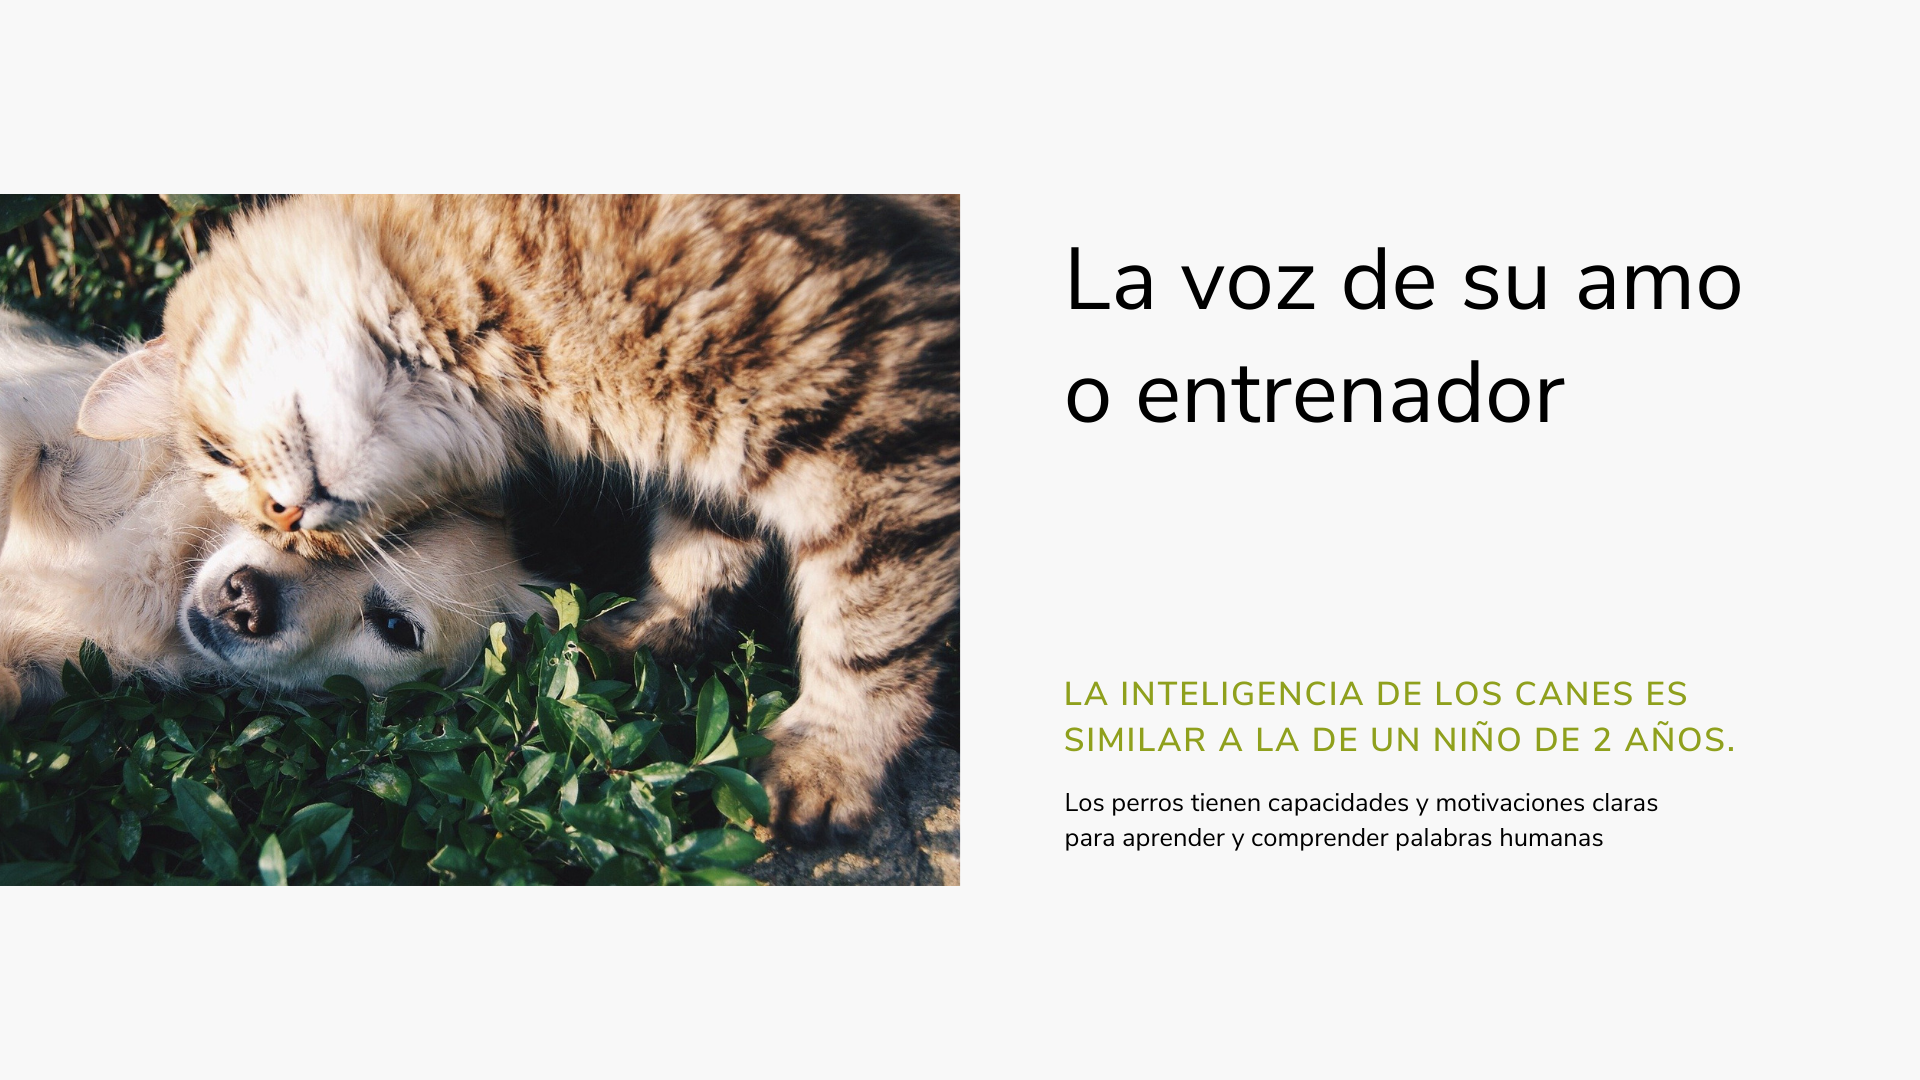 La voz de su amo
o entrenador
LA INTELIGENCIA DE LOS CANES ES
SIMILAR A LA DE UN NIÑO DE 2 AÑOS.
Los perros tienen capacidades y motivaciones claras
para aprender y comprender palabras humanas